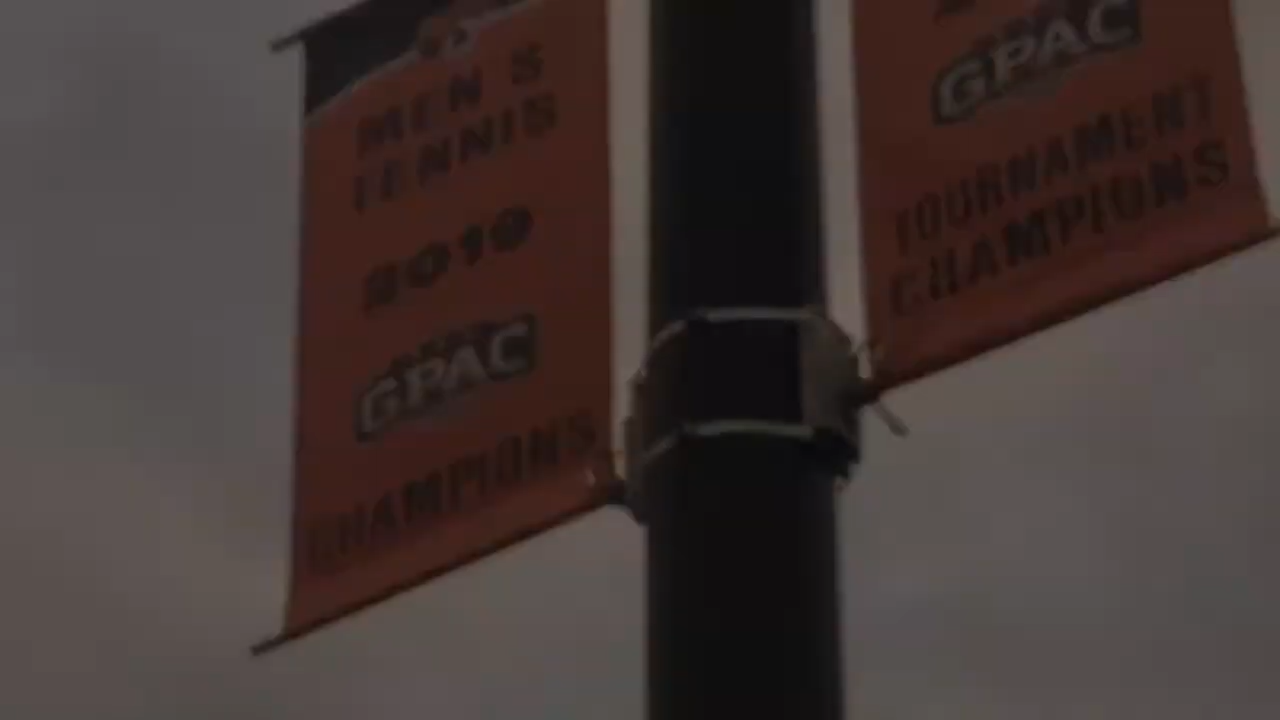 MEN'S
TENNIS
2019
GPAC
CHAMPIONS
GPAC
TOURNAMENT
CHAMPIONS